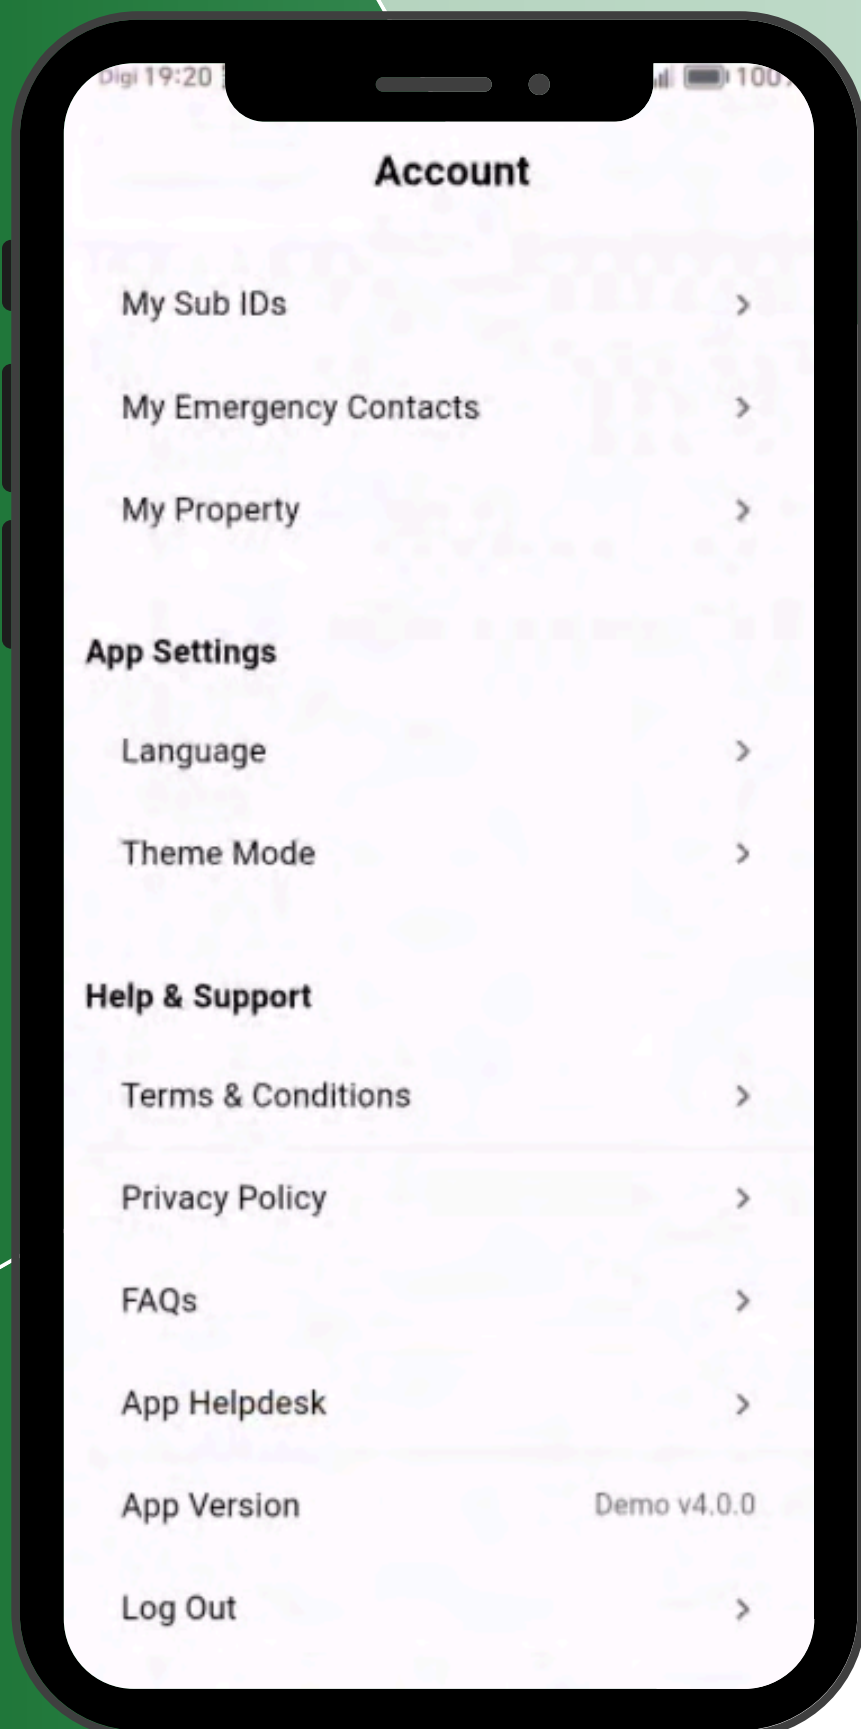 Digi 19:20 100%
Account
My Sub IDs
My Emergency Contacts
My Property
App Settings
Language
Theme Mode
Help & Support
Terms & Conditions
Privacy Policy
FAQs
App Helpdesk
App Version Demo v4.0.0
Log Out